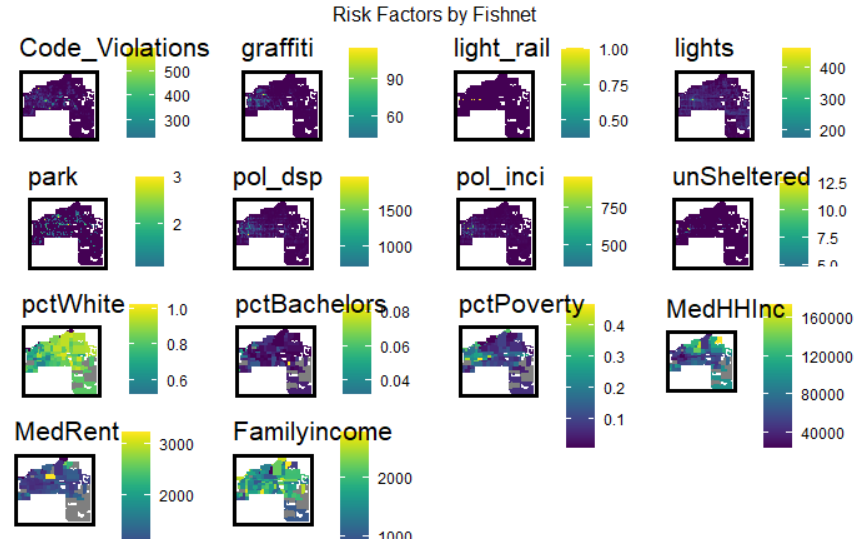 Risk Factors by Fishnet
Code_Violations
500
400
300
graffiti
90
60
light_rail
1.00
0.75
0.50
lights
400
300
200
park
3
2
pol_dsp
1500
1000
pol_inci
750
500
unSheltered
12.5
10.0
7.5
5.0
pctWhite
1.0
0.8
0.6
pctBachelors
0.08
0.06
0.04
pctPoverty
0.4
0.3
0.2
0.1
MedHHInc
160000
120000
80000
40000
MedRent
3000
2000
Familyincome
2000
1000